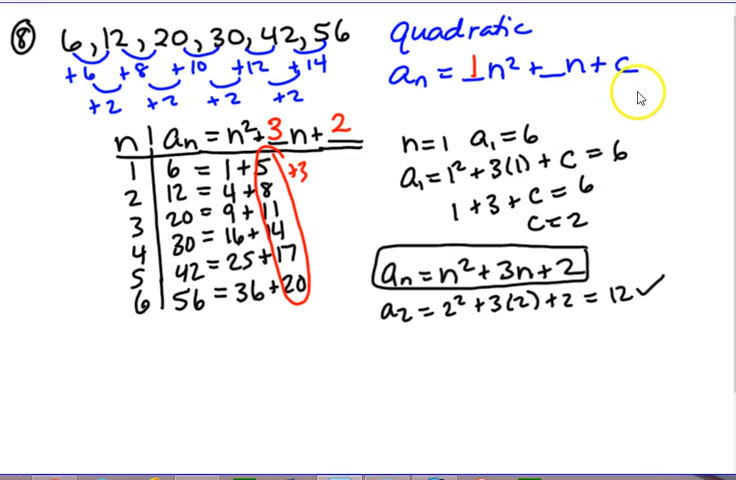 ⑧ 6, 12, 20, 30, 42, 56
+6 +8 +10 +12 +14
+2 +2 +2 +2
quadratic
aₙ = 1n² + _n + c
n | aₙ = n² + 3n + 2
1 | 6 = 1 + 5
2 | 12 = 4 + 8
3 | 20 = 9 + 11
4 | 30 = 16 + 14
5 | 42 = 25 + 17
6 | 56 = 36 + 20
+3
n=1 a₁=6
a₁ = 1² + 3(1) + c = 6
1 + 3 + c = 6
c = 2
aₙ = n² + 3n + 2
a₂ = 2² + 3(2) + 2 = 12 ✓